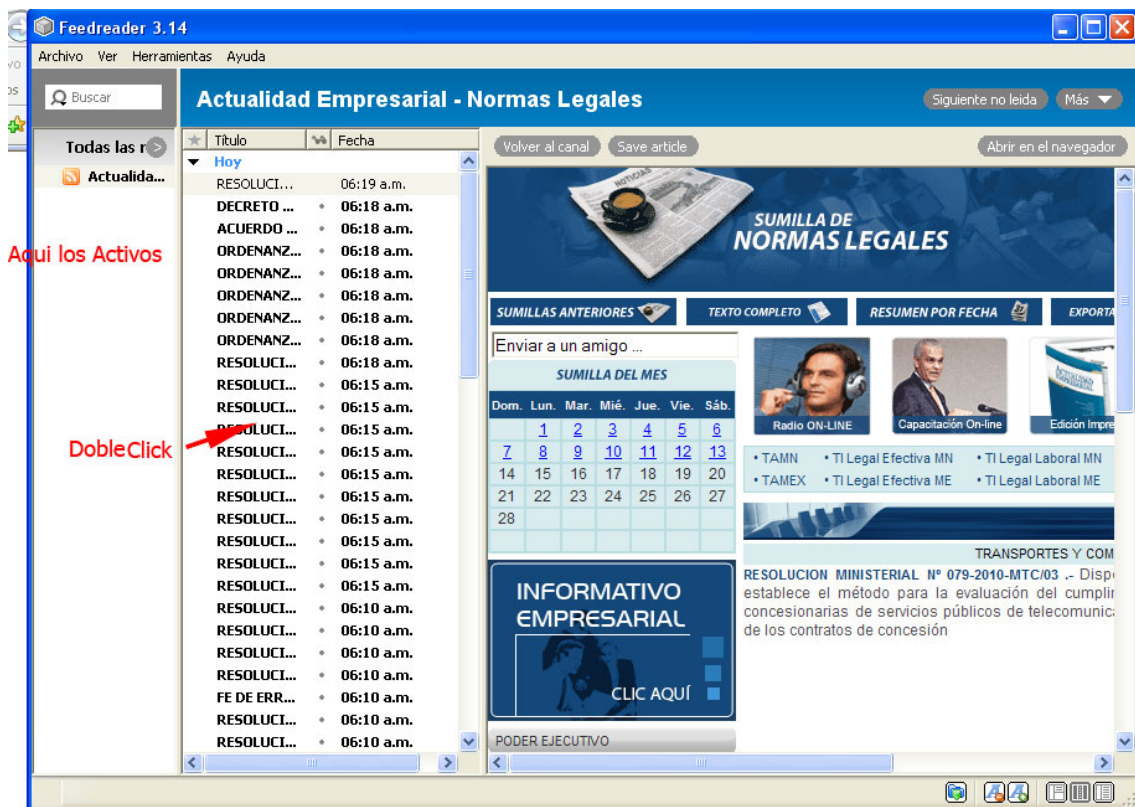 Feedreader 3.14
Archivo Ver Herramientas Ayuda
Buscar
Actualidad Empresarial - Normas Legales
Siguiente no leida Más
Todas las r
Actualida...
Aqui los Activos
Doble Click
Título Fecha
Hoy
RESOLUCI... 06:19 a.m.
DECRETO ... 06:18 a.m.
ACUERDO ... 06:18 a.m.
ORDENANZ... 06:18 a.m.
ORDENANZ... 06:18 a.m.
ORDENANZ... 06:18 a.m.
ORDENANZ... 06:18 a.m.
ORDENANZ... 06:18 a.m.
RESOLUCI... 06:18 a.m.
RESOLUCI... 06:15 a.m.
RESOLUCI... 06:15 a.m.
RESOLUCI... 06:15 a.m.
RESOLUCI... 06:15 a.m.
RESOLUCI... 06:15 a.m.
RESOLUCI... 06:15 a.m.
RESOLUCI... 06:15 a.m.
RESOLUCI... 06:15 a.m.
RESOLUCI... 06:15 a.m.
RESOLUCI... 06:15 a.m.
RESOLUCI... 06:10 a.m.
RESOLUCI... 06:10 a.m.
RESOLUCI... 06:10 a.m.
RESOLUCI... 06:10 a.m.
FE DE ERR... 06:10 a.m.
RESOLUCI... 06:10 a.m.
RESOLUCI... 06:10 a.m.
Volver al canal Save article Abrir en el navegador
NOTICIAS
SUMILLA DE
NORMAS LEGALES
SUMILLAS ANTERIORES TEXTO COMPLETO RESUMEN POR FECHA EXPORTA
Enviar a un amigo ...
SUMILLA DEL MES
Dom. Lun. Mar. Mié. Jue. Vie. Sáb.
1 2 3 4 5 6
7 8 9 10 11 12 13
14 15 16 17 18 19 20
21 22 23 24 25 26 27
28
INFORMATIVO
EMPRESARIAL
CLIC AQUÍ
PODER EJECUTIVO
Radio ON-LINE Capacitación On-line Edición Impre
• TAMN • TI Legal Efectiva MN • TI Legal Laboral MN
• TAMEX • TI Legal Efectiva ME • TI Legal Laboral ME
TRANSPORTES Y COM
RESOLUCION MINISTERIAL Nº 079-2010-MTC/03 .- Dispo
establece el método para la evaluación del cumplir
concesionarias de servicios públicos de telecomunica
de los contratos de concesión